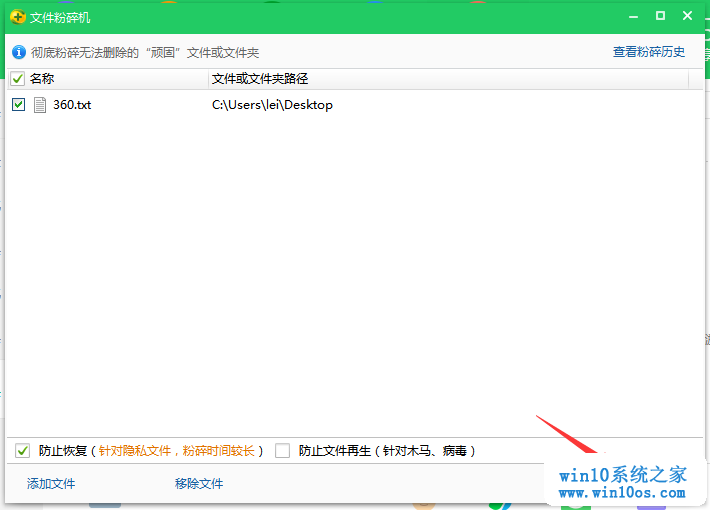 文件粉碎机
彻底粉碎无法删除的“顽固”文件或文件夹 查看粉碎历史
名称 文件或文件夹路径
360.txt C:\Users\lei\Desktop
防止恢复（针对隐私文件，粉碎时间较长） 防止文件再生（针对木马、病毒）
添加文件 移除文件
win10系统之家
www.win10os.com